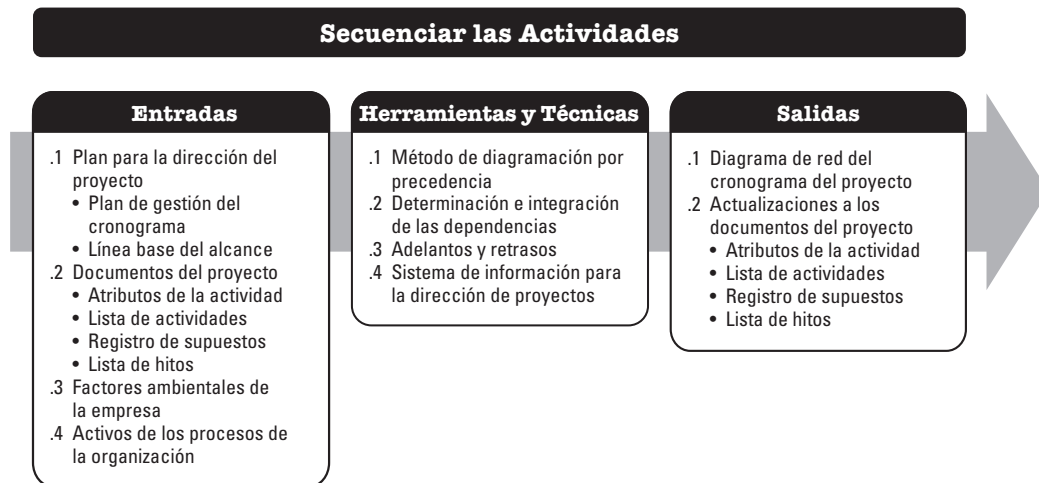 Secuenciar las Actividades
Entradas
.1 Plan para la dirección del
proyecto
• Plan de gestión del
cronograma
• Línea base del alcance
.2 Documentos del proyecto
• Atributos de la actividad
• Lista de actividades
• Registro de supuestos
• Lista de hitos
.3 Factores ambientales de
la empresa
.4 Activos de los procesos de
la organización
Herramientas y Técnicas
.1 Método de diagramación por
precedencia
.2 Determinación e integración
de las dependencias
.3 Adelantos y retrasos
.4 Sistema de información para
la dirección de proyectos
Salidas
.1 Diagrama de red del
cronograma del proyecto
.2 Actualizaciones a los
documentos del proyecto
• Atributos de la actividad
• Lista de actividades
• Registro de supuestos
• Lista de hitos